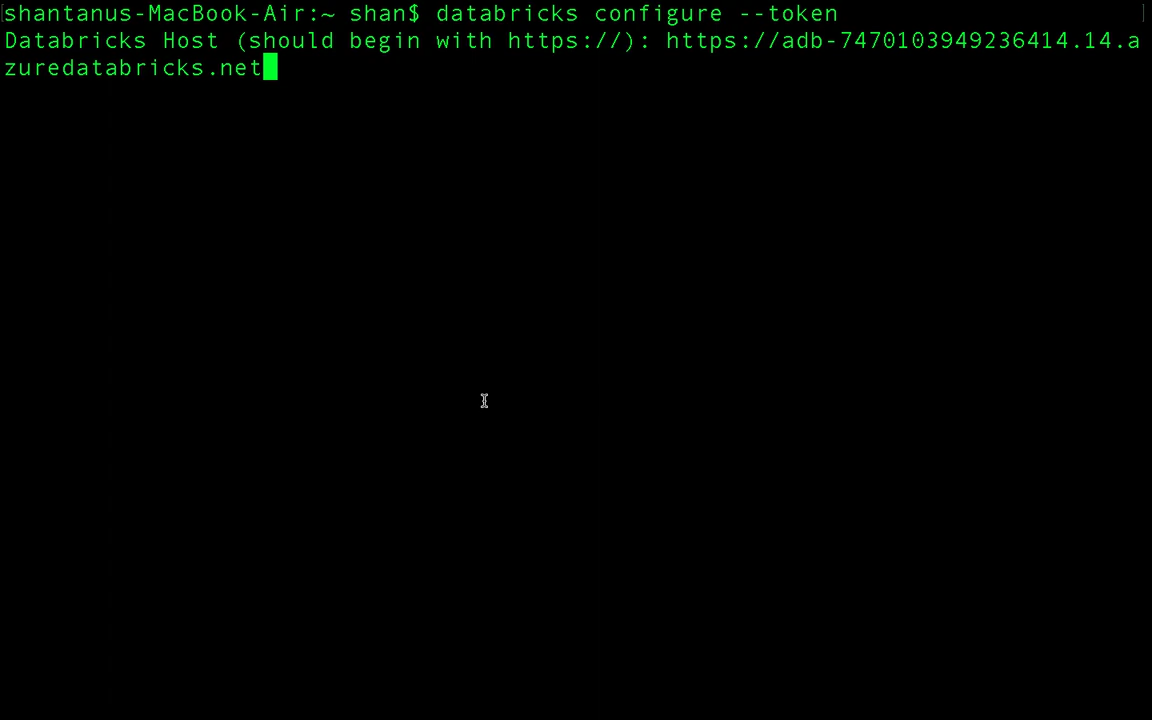 shantanus-MacBook-Air:~ shan$ databricks configure --token
Databricks Host (should begin with https://): https://adb-7470103949236414.14.a
zuredatabricks.net